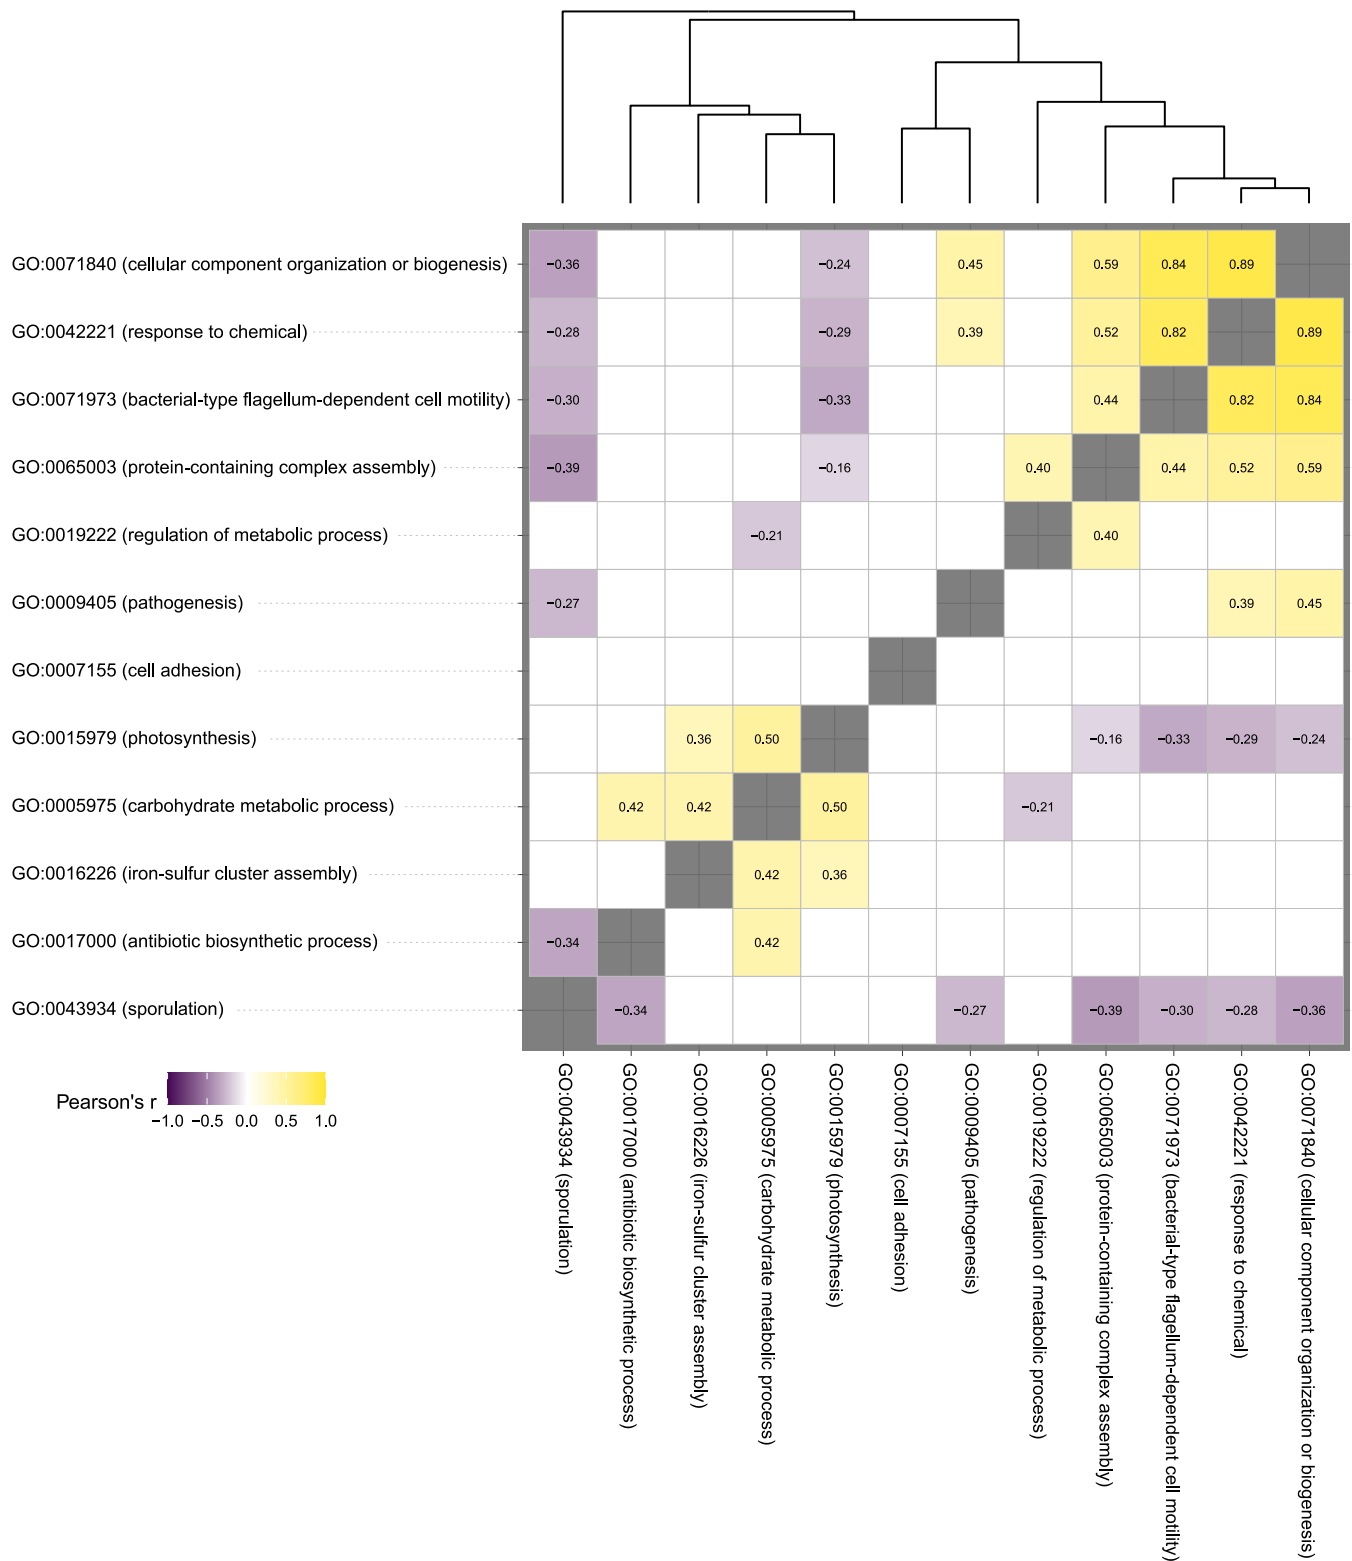 GO:0071840 (cellular component organization or biogenesis) −0.36 −0.24 0.45 0.59 0.84 0.89
GO:0042221 (response to chemical) −0.28 −0.29 0.39 0.52 0.82 0.89
GO:0071973 (bacterial-type flagellum-dependent cell motility) −0.30 −0.33 0.44 0.82 0.84
GO:0065003 (protein-containing complex assembly) −0.39 −0.16 0.40 0.44 0.52 0.59
GO:0019222 (regulation of metabolic process) −0.21 0.40
GO:0009405 (pathogenesis) −0.27 0.39 0.45
GO:0007155 (cell adhesion)
GO:0015979 (photosynthesis) 0.36 0.50 −0.16 −0.33 −0.29 −0.24
GO:0005975 (carbohydrate metabolic process) 0.42 0.42 0.50 −0.21
GO:0016226 (iron-sulfur cluster assembly) 0.42 0.36
GO:0017000 (antibiotic biosynthetic process) −0.34 0.42
GO:0043934 (sporulation) −0.34 −0.27 −0.39 −0.30 −0.28 −0.36
Pearson's r
−1.0 −0.5 0.0 0.5 1.0
GO:0043934 (sporulation)
GO:0017000 (antibiotic biosynthetic process)
GO:0016226 (iron-sulfur cluster assembly)
GO:0005975 (carbohydrate metabolic process)
GO:0015979 (photosynthesis)
GO:0007155 (cell adhesion)
GO:0009405 (pathogenesis)
GO:0019222 (regulation of metabolic process)
GO:0065003 (protein-containing complex assembly)
GO:0071973 (bacterial-type flagellum-dependent cell motility)
GO:0042221 (response to chemical)
GO:0071840 (cellular component organization or biogenesis)